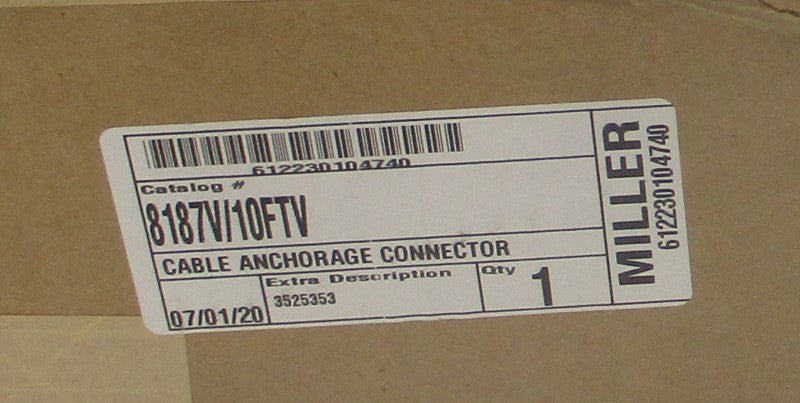 612230104740
Catalog #
8187V/10FTV
CABLE ANCHORAGE CONNECTOR
07/01/20
Extra Description
3525353
Qty
1
MILLER
612230104740